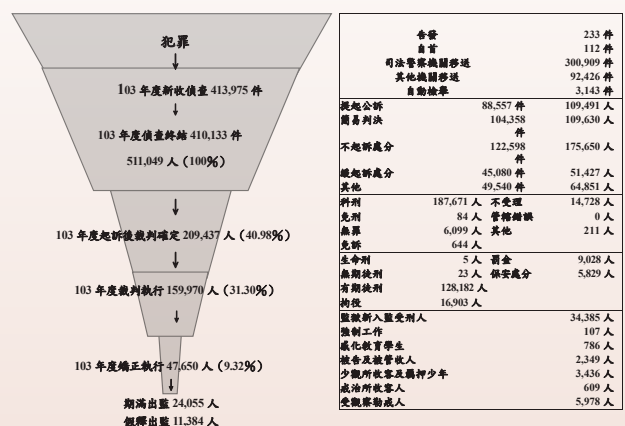 犯罪
103 年度新收偵查 413,975 件
103 年度偵查終結 410,133 件
511,049 人（100%）
103 年度起訴後裁判確定 209,437 人（40.98%）
103 年度裁判執行 159,970 人（31.30%）
103 年度矯正執行 47,650 人（9.32%）
期滿出監 24,055 人
假釋出監 11,384 人
告發 233 件
自首 112 件
司法警察機關移送 300,909 件
其他機關移送 92,426 件
自動檢舉 3,143 件
提起公訴 88,557 件 109,491 人
簡易判決 104,358 件 109,630 人
不起訴處分 122,598 件 175,650 人
緩起訴處分 45,080 件 51,427 人
其他 49,540 件 64,851 人
科刑 187,671 人 不受理 14,728 人
免刑 84 人 管轄錯誤 0 人
無罪 6,099 人 其他 211 人
免訴 644 人
生命刑 5 人 罰金 9,028 人
無期徒刑 23 人 保安處分 5,829 人
有期徒刑 128,182 人
拘役 16,903 人
監獄新入監受刑人 34,385 人
強制工作 107 人
感化教育學生 786 人
被告及被管收人 2,349 人
少觀所收容及羈押少年 3,436 人
戒治所收容人 609 人
受觀察勒戒人 5,978 人